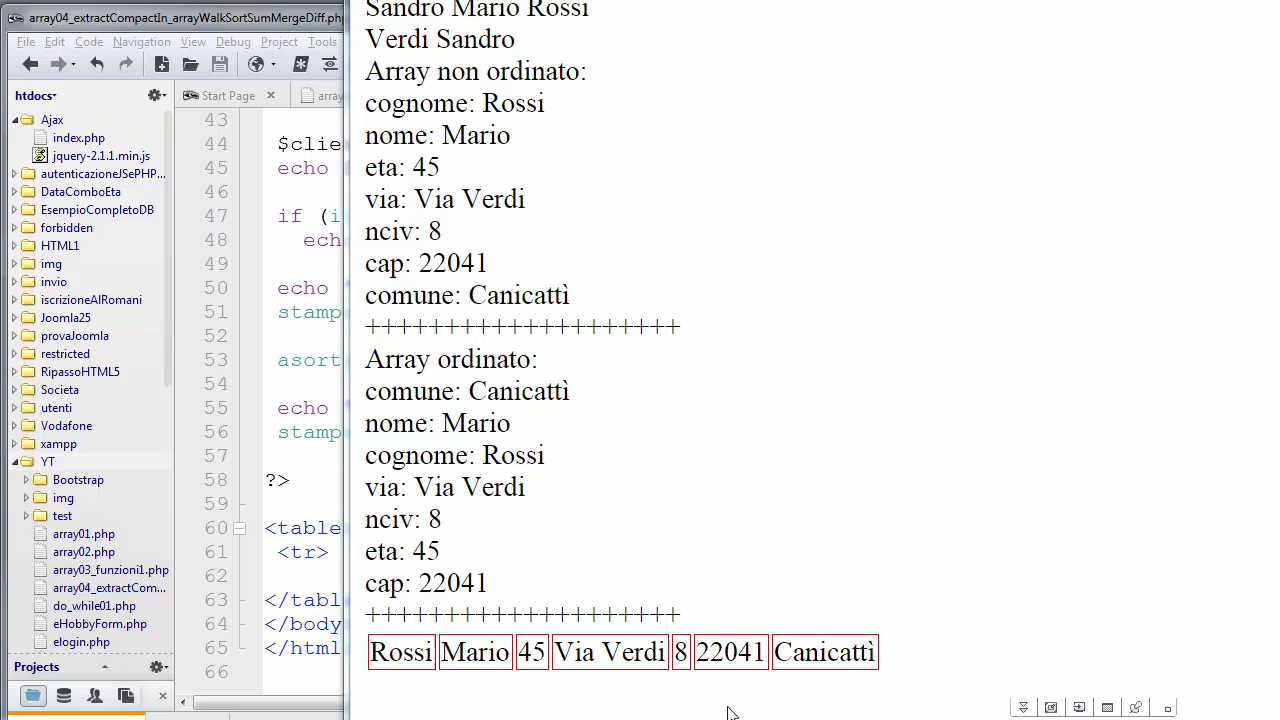 array04_extractCompactIn_arrayWalkSortSumMergeDiff.php
File Edit Code Navigation View Debug Project Tools
htdocs
Start Page
array
Ajax
index.php
jquery-2.1.1.min.js
autenticazioneJSePHP...
DataComboEta
EsempioCompletoDB
forbidden
HTML1
img
invio
iscrizioneAlRomani
Joomla25
provaJoomla
restricted
RipassoHTML5
Societa
utenti
Vodafone
xampp
YT
Bootstrap
img
test
array01.php
array02.php
array03_funzioni1.php
array04_extractCom...
do_while01.php
eHobbyForm.php
elogin.php
Projects
43
44 $clie
45 echo
46
47 if (i
48 ech
49
50 echo
51 stamp
52
53 asort
54
55 echo
56 stamp
57
58 ?>
59
60 <table
61 <tr>
62
63 </tabl
64 </body
65 </html
66
Sandro Mario Rossi
Verdi Sandro
Array non ordinato:
cognome: Rossi
nome: Mario
eta: 45
via: Via Verdi
nciv: 8
cap: 22041
comune: Canicattì
++++++++++++++++++++
Array ordinato:
comune: Canicattì
nome: Mario
cognome: Rossi
via: Via Verdi
nciv: 8
eta: 45
cap: 22041
++++++++++++++++++++
Rossi Mario 45 Via Verdi 8 22041 Canicattì